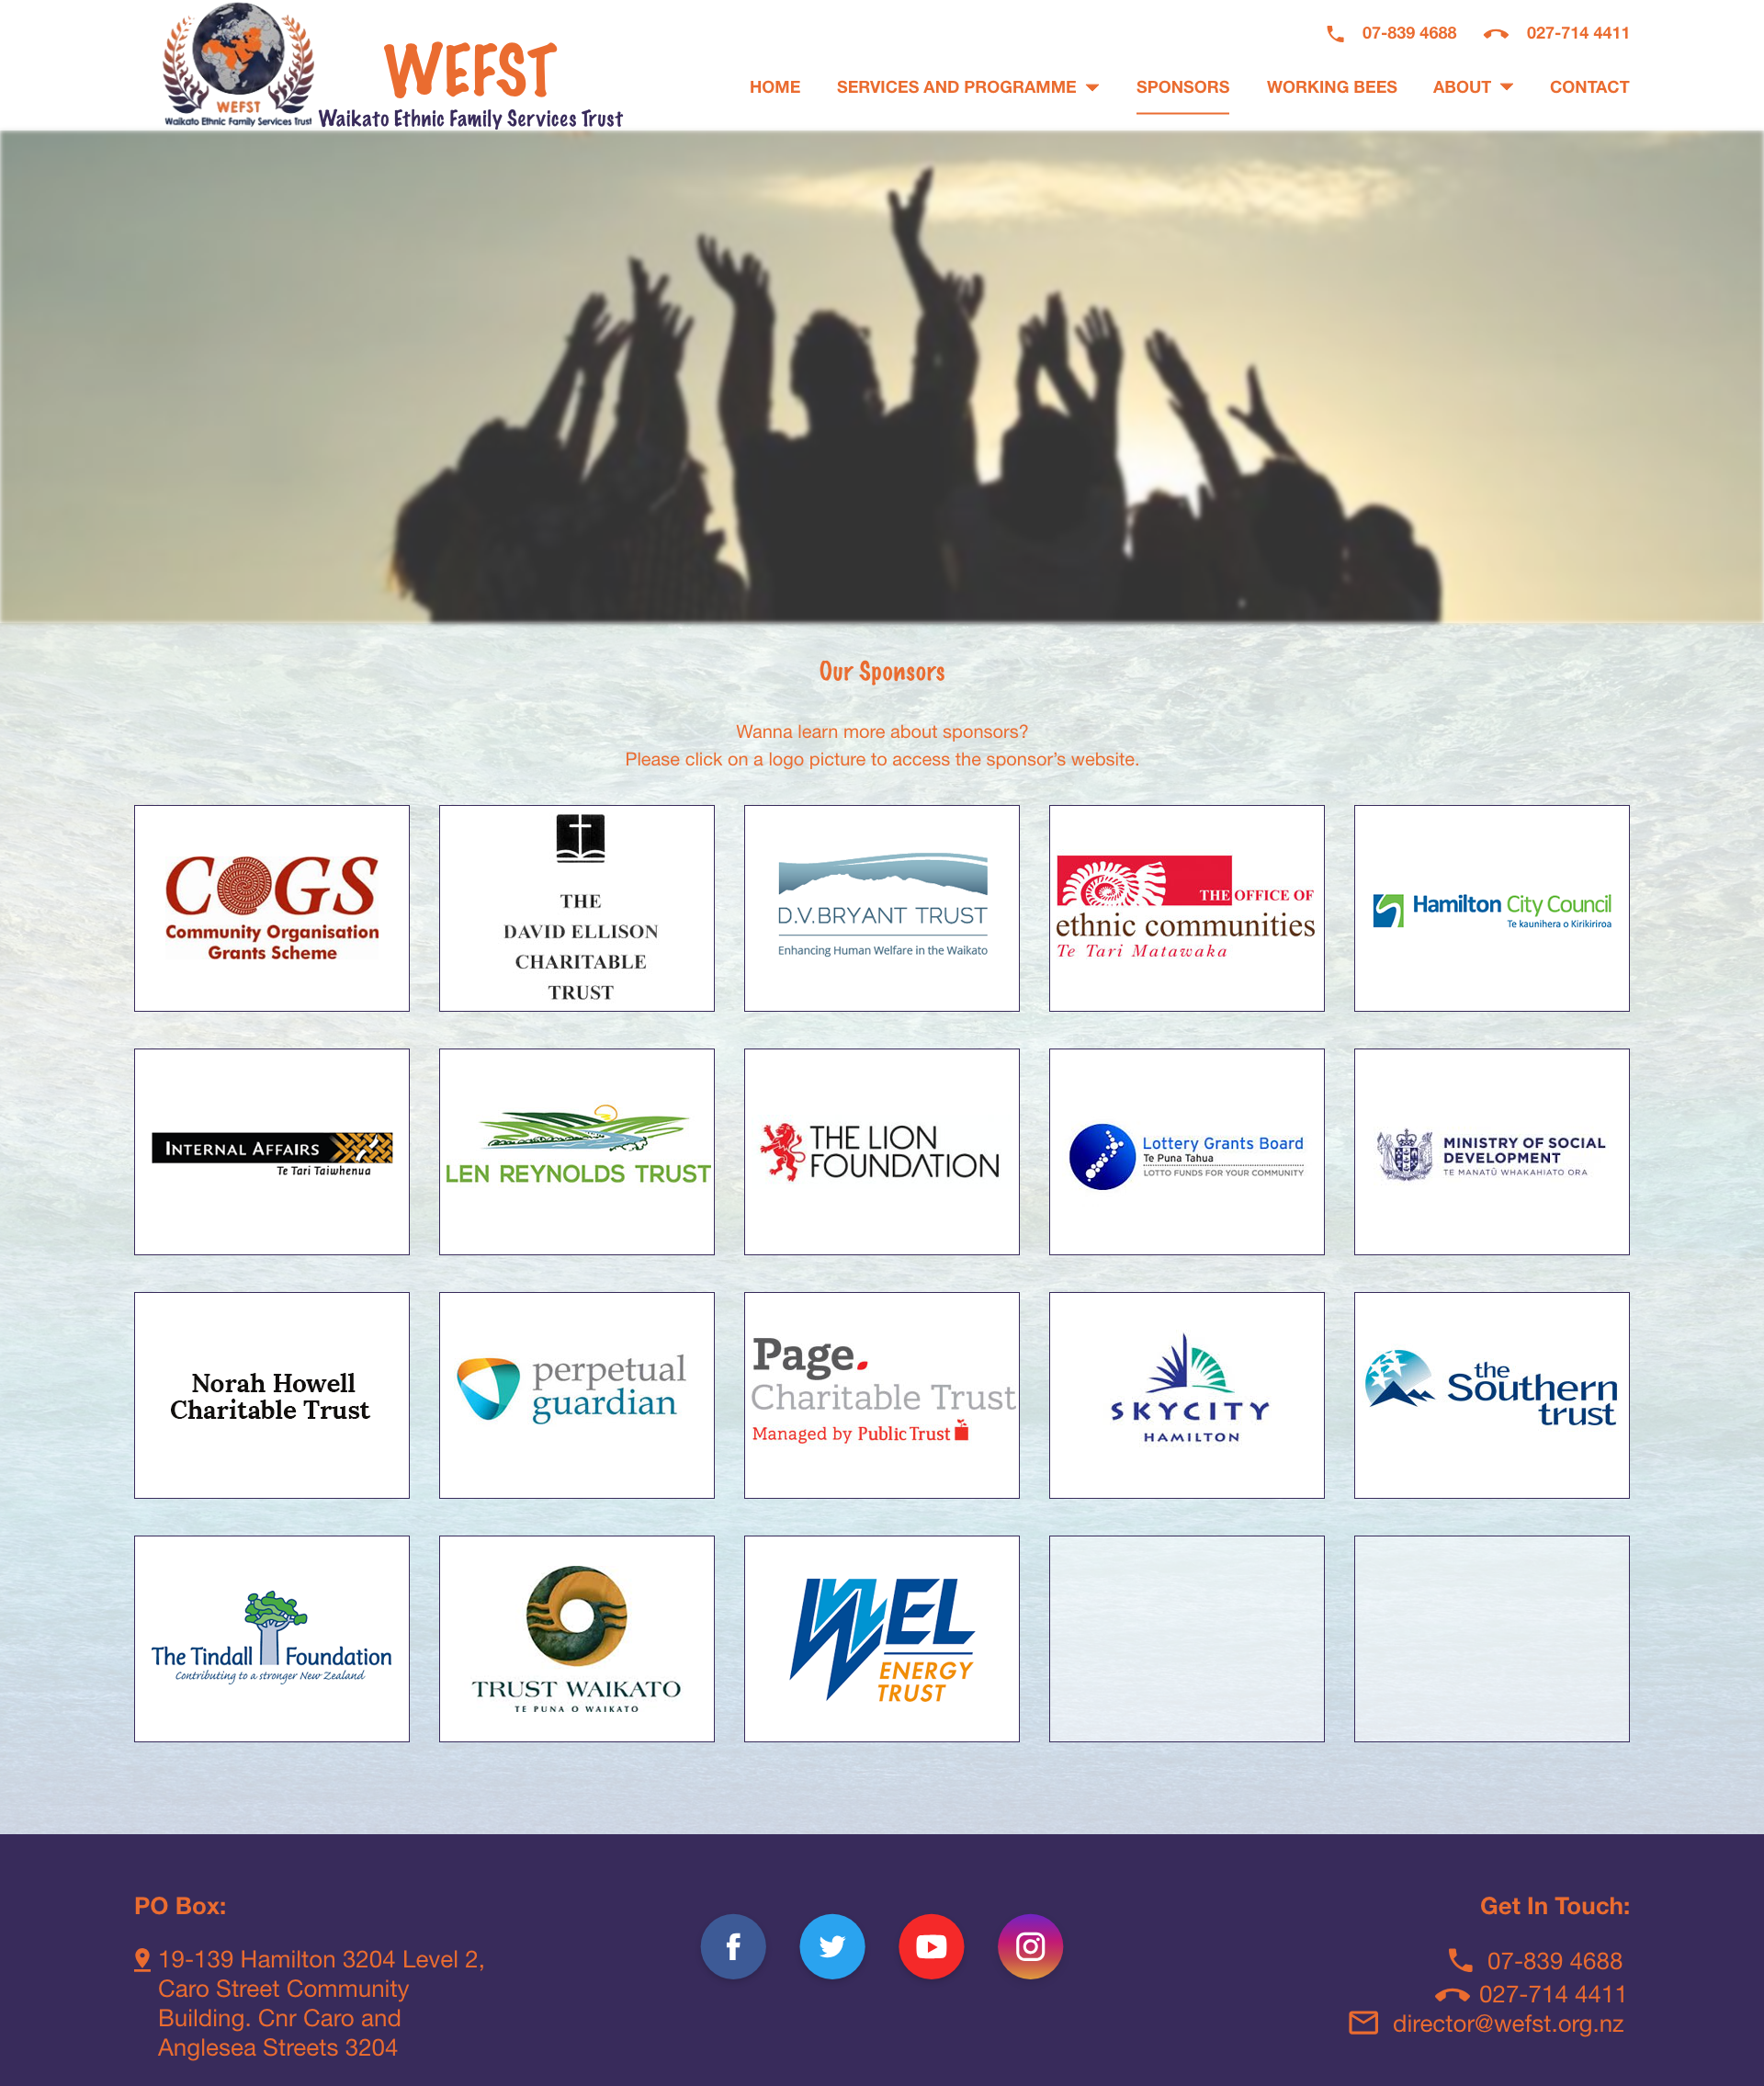 WEFST
Waikato Ethnic Family Services Trust
WEFST
Waikato Ethnic Family Services Trust
07-839 4688
027-714 4411
HOME
SERVICES AND PROGRAMME
SPONSORS
WORKING BEES
ABOUT
CONTACT
Our Sponsors
Wanna learn more about sponsors?
Please click on a logo picture to access the sponsor's website.
COGS
Community Organisation
Grants Scheme
THE
DAVID ELLISON
CHARITABLE
TRUST
D.V.BRYANT TRUST
Enhancing Human Welfare in the Waikato
THE OFFICE OF
ethnic communities
Te Tari Matawaka
Hamilton City Council
Te kaunihera o Kirikiriroa
INTERNAL AFFAIRS
Te Tari Taiwhenua
LEN REYNOLDS TRUST
THE LION
FOUNDATION
Lottery Grants Board
Te Puna Tahua
LOTTO FUNDS FOR YOUR COMMUNITY
MINISTRY OF SOCIAL
DEVELOPMENT
TE MANATŪ WHAKAHIATO ORA
Norah Howell
Charitable Trust
perpetual
guardian
Page.
Charitable Trust
Managed by Public Trust
SKYCITY
HAMILTON
the
Southern
trust
The Tindall Foundation
Contributing to a stronger New Zealand
TRUST WAIKATO
TE PUNA O WAIKATO
WEL
ENERGY
TRUST
PO Box:
19-139 Hamilton 3204 Level 2,
Caro Street Community
Building. Cnr Caro and
Anglesea Streets 3204
Get In Touch:
07-839 4688
027-714 4411
director@wefst.org.nz